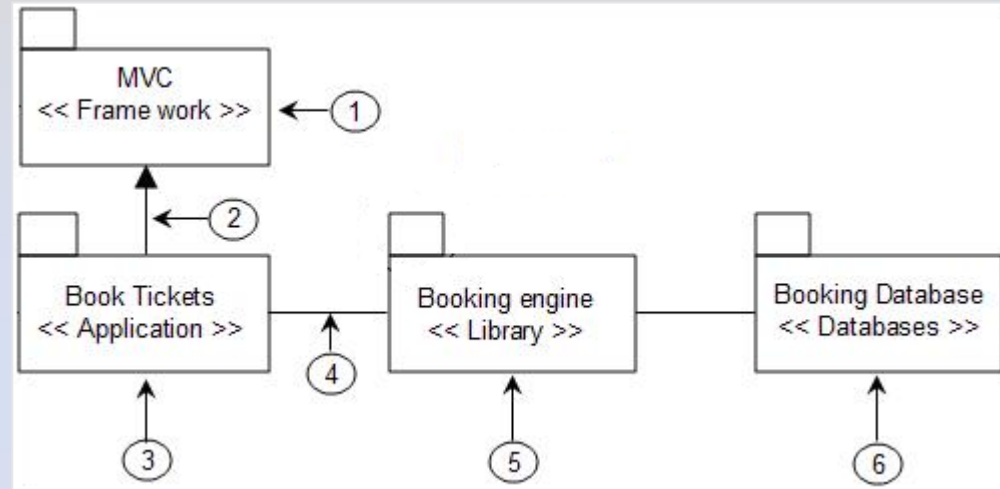 MVC
<< Frame work >>
1
2
Book Tickets
<< Application >>
Booking engine
<< Library >>
Booking Database
<< Databases >>
4
3
5
6